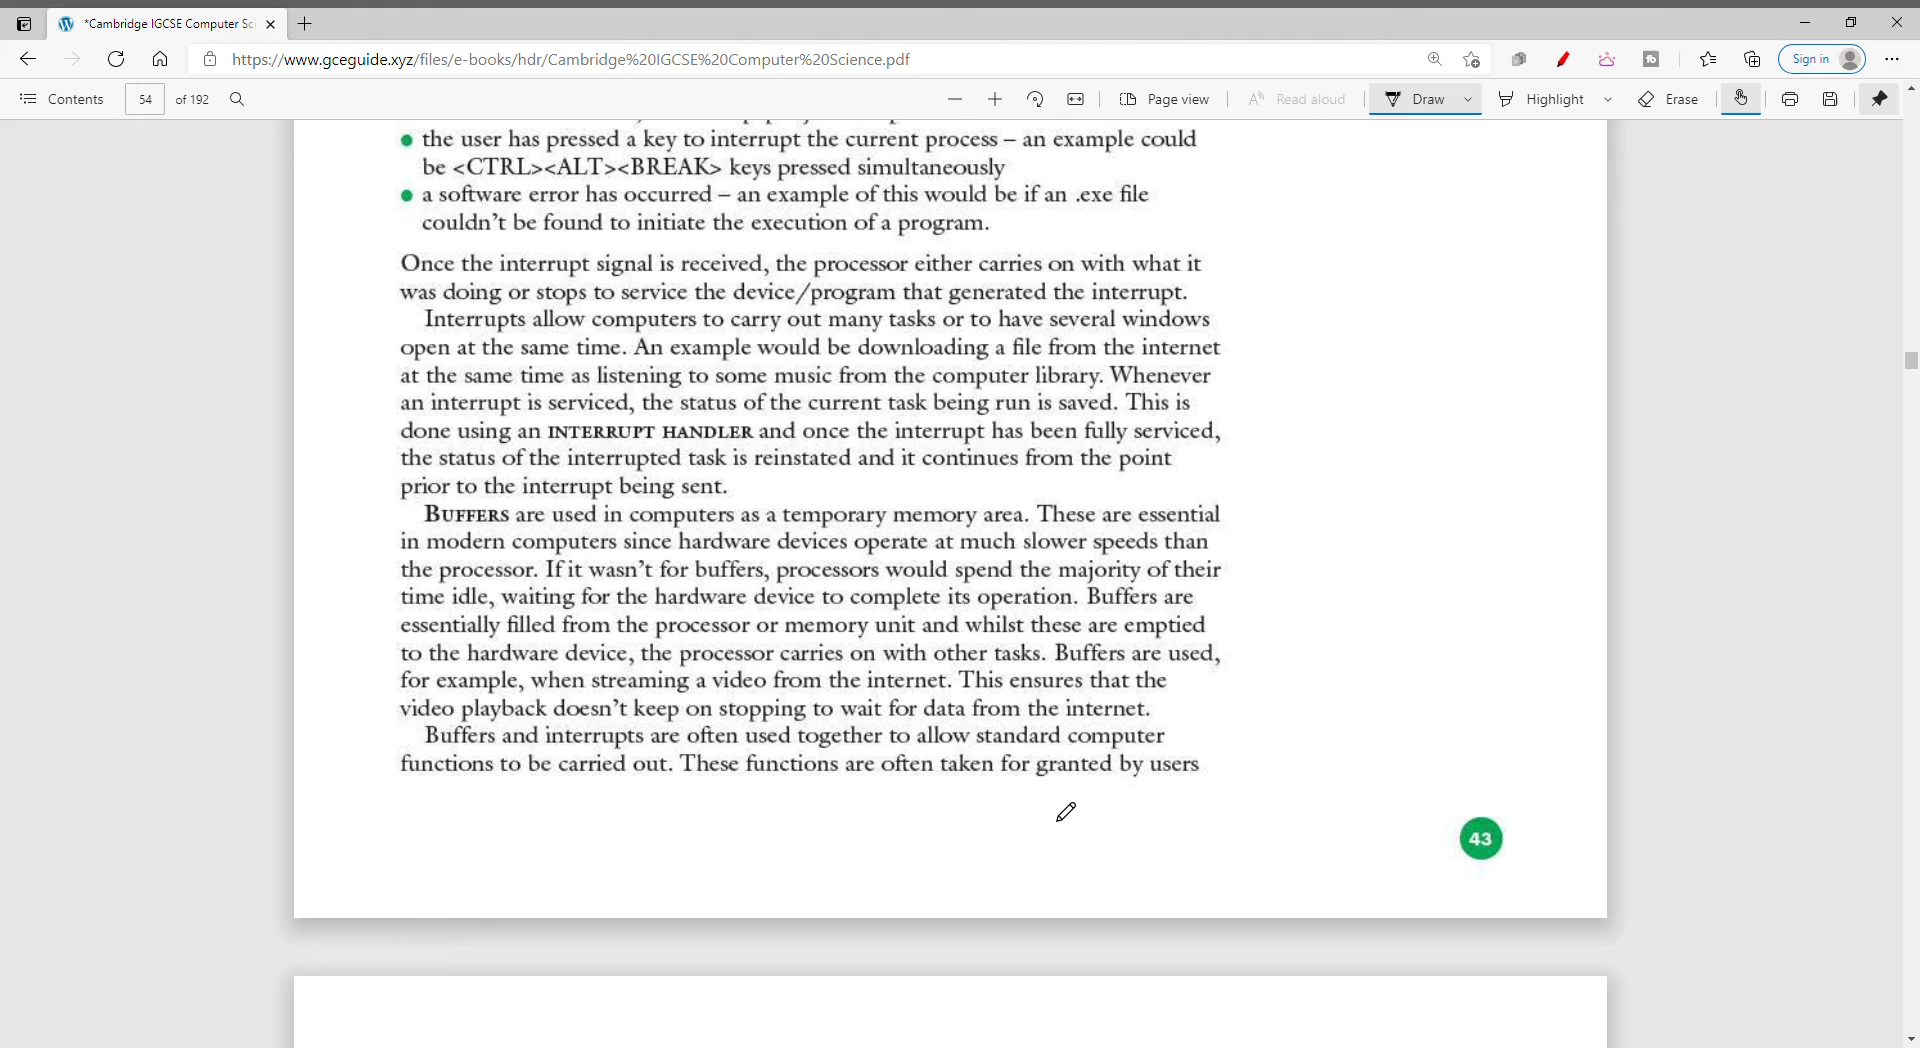 *Cambridge IGCSE Computer Sc
https://www.gceguide.xyz/files/e-books/hdr/Cambridge%20IGCSE%20Computer%20Science.pdf
Sign in
Contents 54 of 192 Page view Read aloud Draw Highlight Erase
the user has pressed a key to interrupt the current process – an example could
be <CTRL><ALT><BREAK> keys pressed simultaneously
a software error has occurred – an example of this would be if an .exe file
couldn't be found to initiate the execution of a program.
Once the interrupt signal is received, the processor either carries on with what it
was doing or stops to service the device/program that generated the interrupt.
Interrupts allow computers to carry out many tasks or to have several windows
open at the same time. An example would be downloading a file from the internet
at the same time as listening to some music from the computer library. Whenever
an interrupt is serviced, the status of the current task being run is saved. This is
done using an INTERRUPT HANDLER and once the interrupt has been fully serviced,
the status of the interrupted task is reinstated and it continues from the point
prior to the interrupt being sent.
BUFFERS are used in computers as a temporary memory area. These are essential
in modern computers since hardware devices operate at much slower speeds than
the processor. If it wasn't for buffers, processors would spend the majority of their
time idle, waiting for the hardware device to complete its operation. Buffers are
essentially filled from the processor or memory unit and whilst these are emptied
to the hardware device, the processor carries on with other tasks. Buffers are used,
for example, when streaming a video from the internet. This ensures that the
video playback doesn't keep on stopping to wait for data from the internet.
Buffers and interrupts are often used together to allow standard computer
functions to be carried out. These functions are often taken for granted by users
43